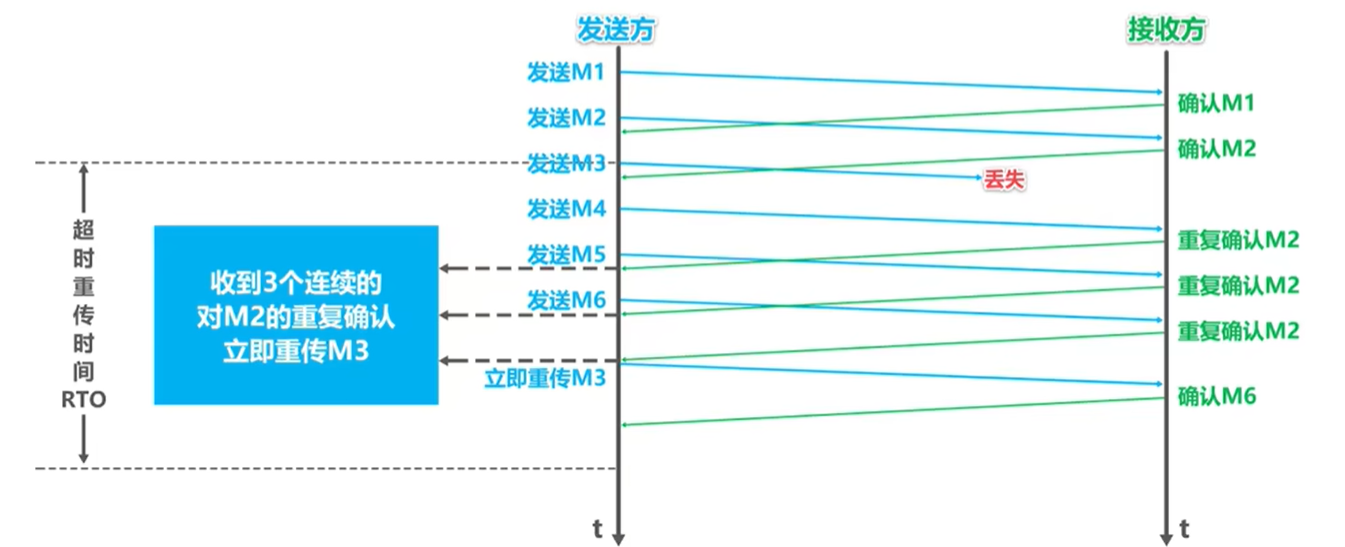 发送方
接收方
发送M1
确认M1
发送M2
确认M2
发送M3
丢失
发送M4
重复确认M2
发送M5
重复确认M2
发送M6
重复确认M2
立即重传M3
确认M6
超时重传时间
RTO
收到3个连续的
对M2的重复确认
立即重传M3
t
t